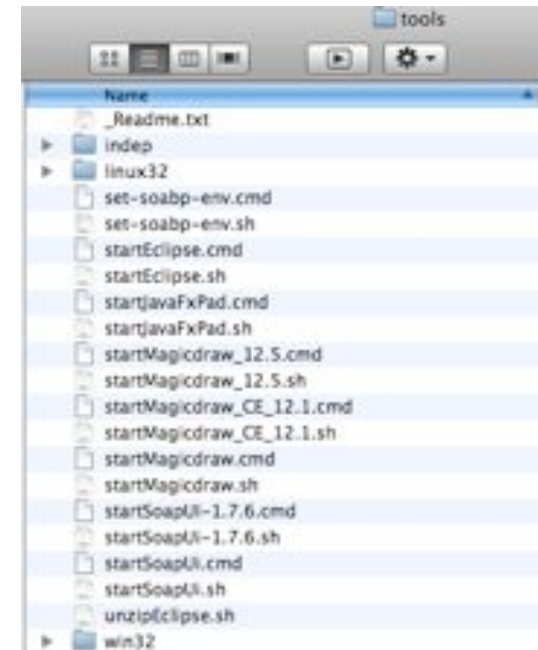 tools
Name
_Readme.txt
indep
linux32
set-soabp-env.cmd
set-soabp-env.sh
startEclipse.cmd
startEclipse.sh
startJavaFxPad.cmd
startJavaFxPad.sh
startMagicdraw_12.5.cmd
startMagicdraw_12.5.sh
startMagicdraw_CE_12.1.cmd
startMagicdraw_CE_12.1.sh
startMagicdraw.cmd
startMagicdraw.sh
startSoapUi-1.7.6.cmd
startSoapUi-1.7.6.sh
startSoapUi.cmd
startSoapUi.sh
unzipEclipse.sh
win32